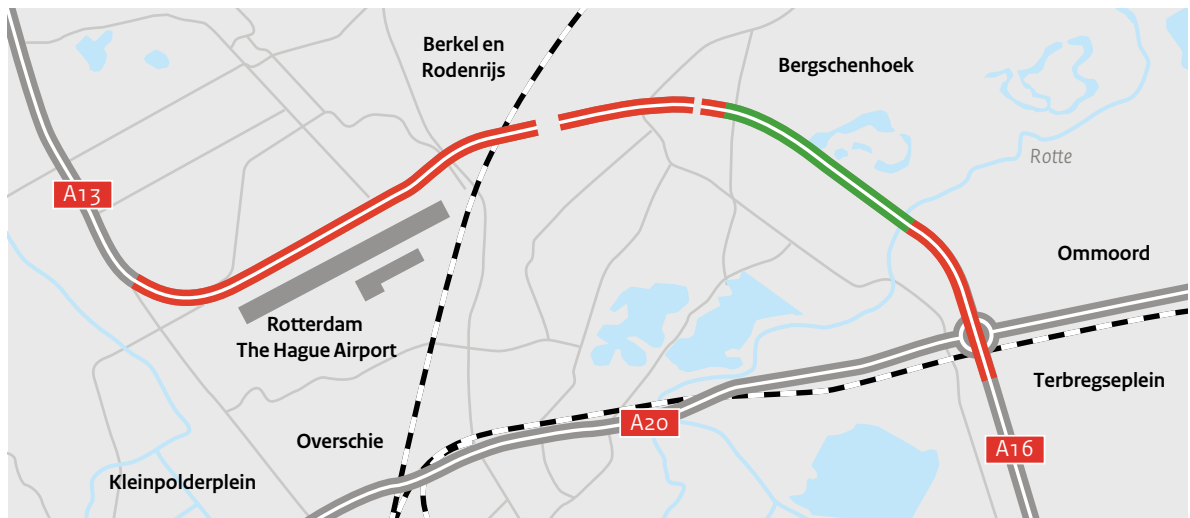 Berkel en
Rodenrijs
Bergschenhoek
Rotte
A13
Ommoord
Rotterdam
The Hague Airport
Terbregseplein
A20
Overschie
A16
Kleinpolderplein